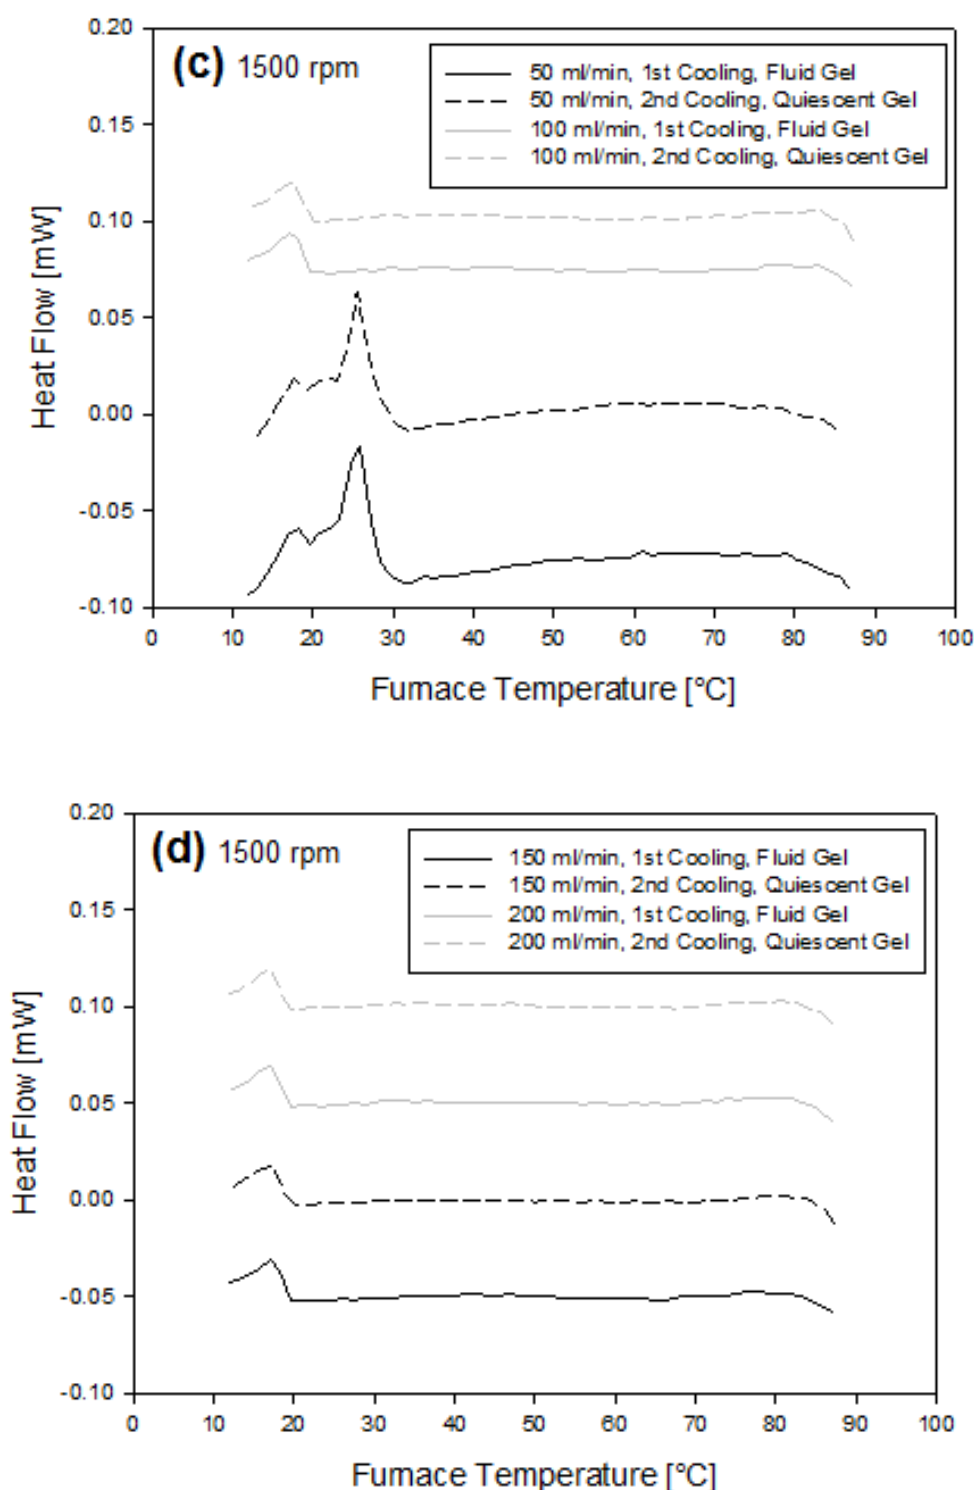 0.20
(c) 1500 rpm
50 ml/min, 1st Cooling, Fluid Gel
50 ml/min, 2nd Cooling, Quiescent Gel
100 ml/min, 1st Cooling, Fluid Gel
100 ml/min, 2nd Cooling, Quiescent Gel
0.15
0.10
0.05
0.00
-0.05
-0.10
Heat Flow [mW]
0 10 20 30 40 50 60 70 80 90 100
Furnace Temperature [°C]
0.20
(d) 1500 rpm
150 ml/min, 1st Cooling, Fluid Gel
150 ml/min, 2nd Cooling, Quiescent Gel
200 ml/min, 1st Cooling, Fluid Gel
200 ml/min, 2nd Cooling, Quiescent Gel
0.15
0.10
0.05
0.00
-0.05
-0.10
Heat Flow [mW]
0 10 20 30 40 50 60 70 80 90 100
Furnace Temperature [°C]